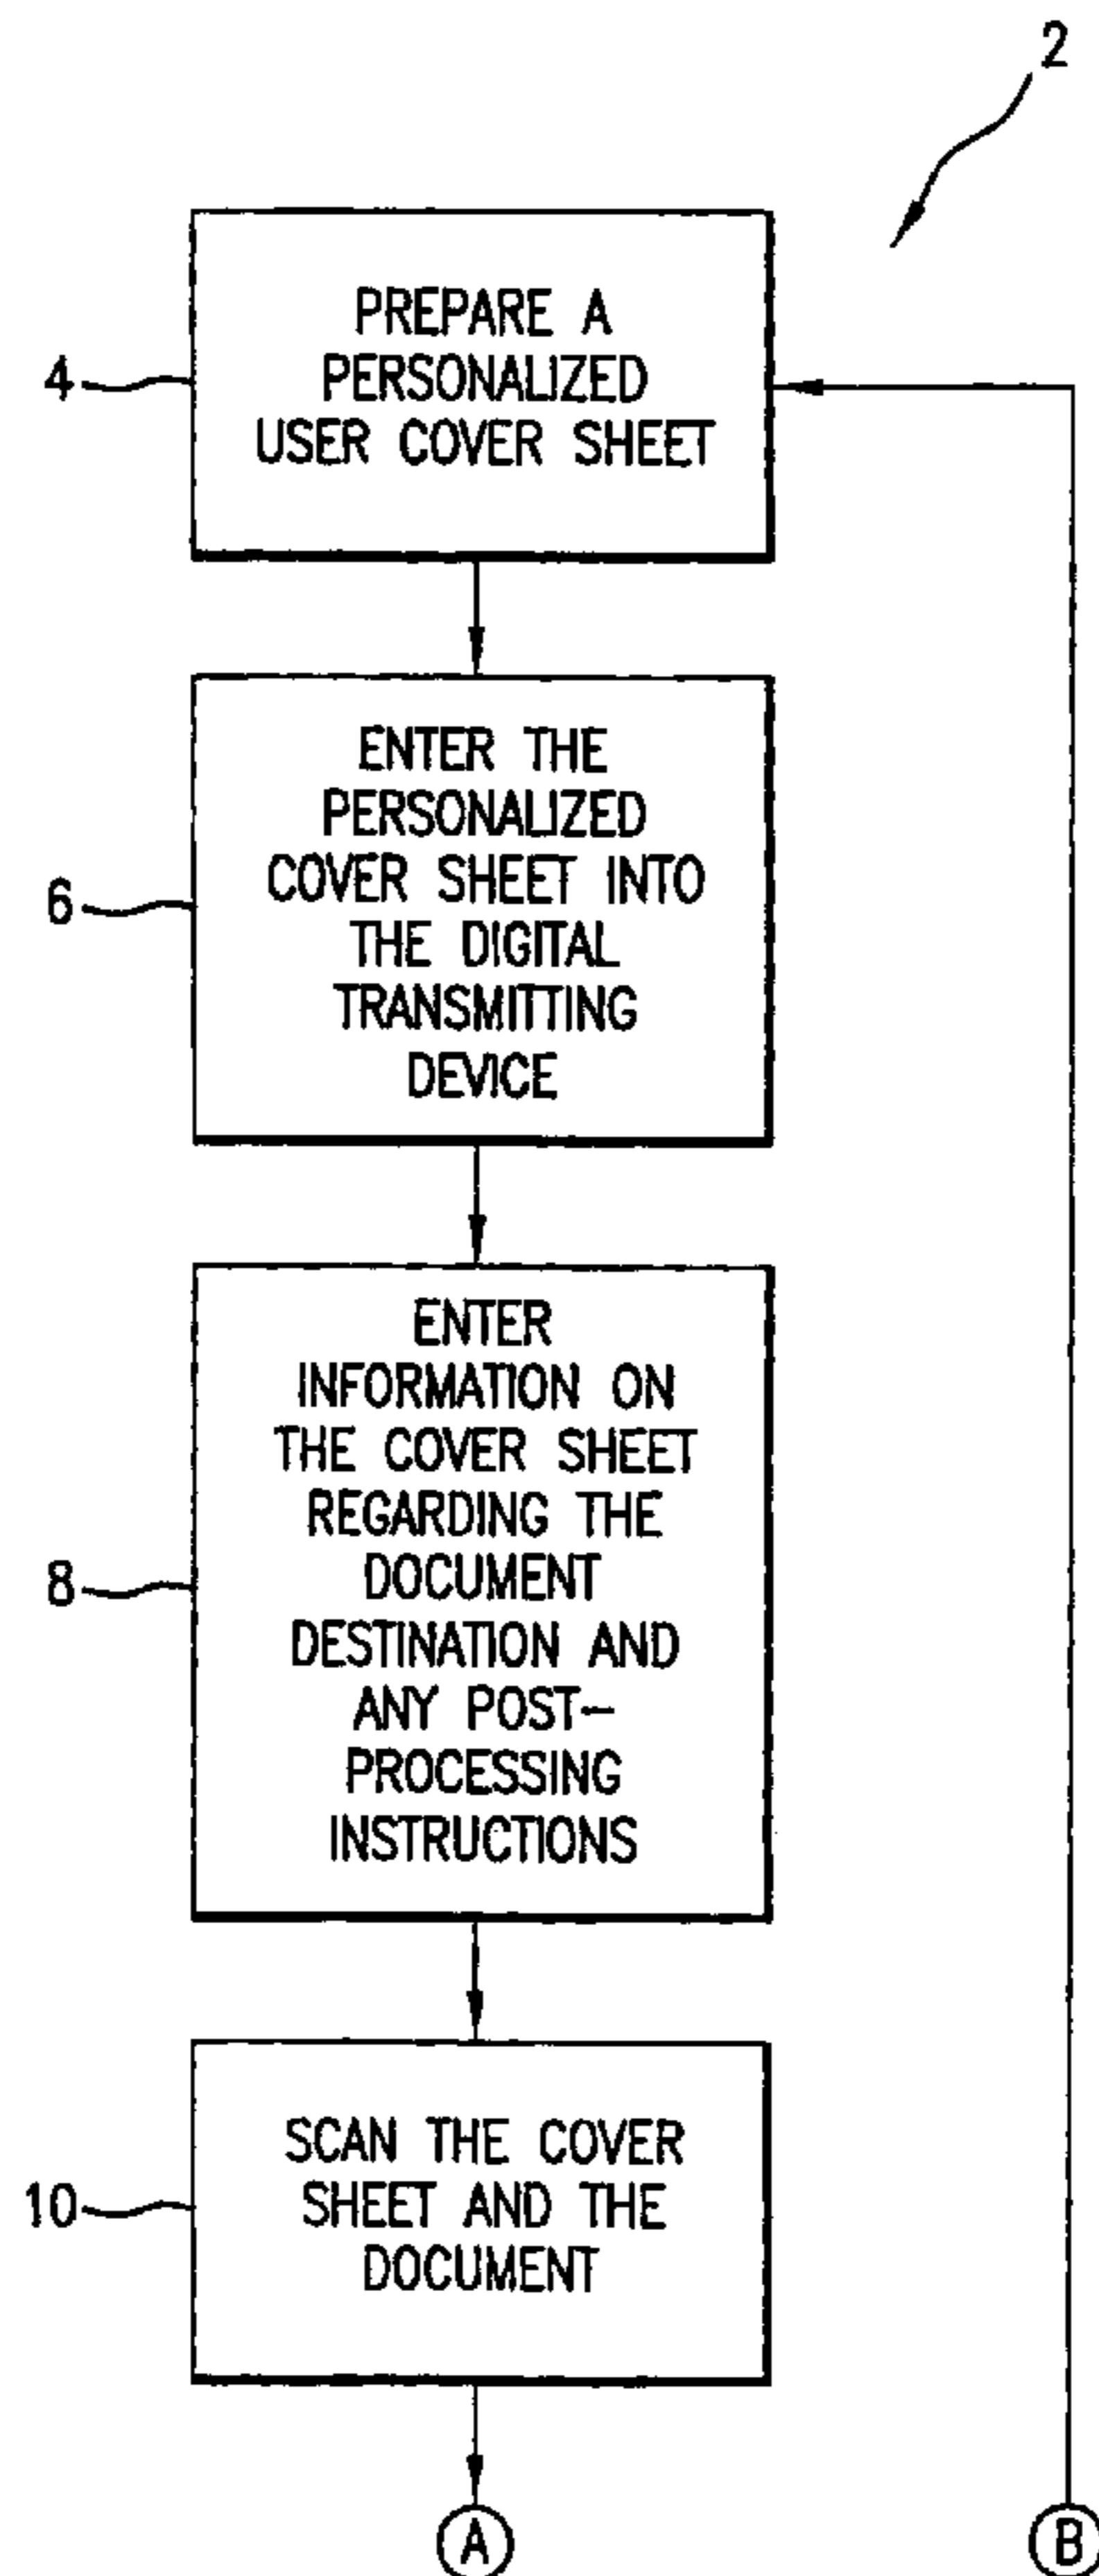 2
4
PREPARE A
PERSONALIZED
USER COVER SHEET
6
ENTER THE
PERSONALIZED
COVER SHEET INTO
THE DIGITAL
TRANSMITTING
DEVICE
8
ENTER
INFORMATION ON
THE COVER SHEET
REGARDING THE
DOCUMENT
DESTINATION AND
ANY POST-
PROCESSING
INSTRUCTIONS
10
SCAN THE COVER
SHEET AND THE
DOCUMENT
A
B